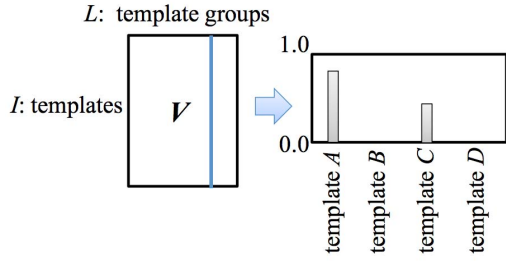 L: template groups
I: templates
V
1.0
0.0
template A
template B
template C
template D